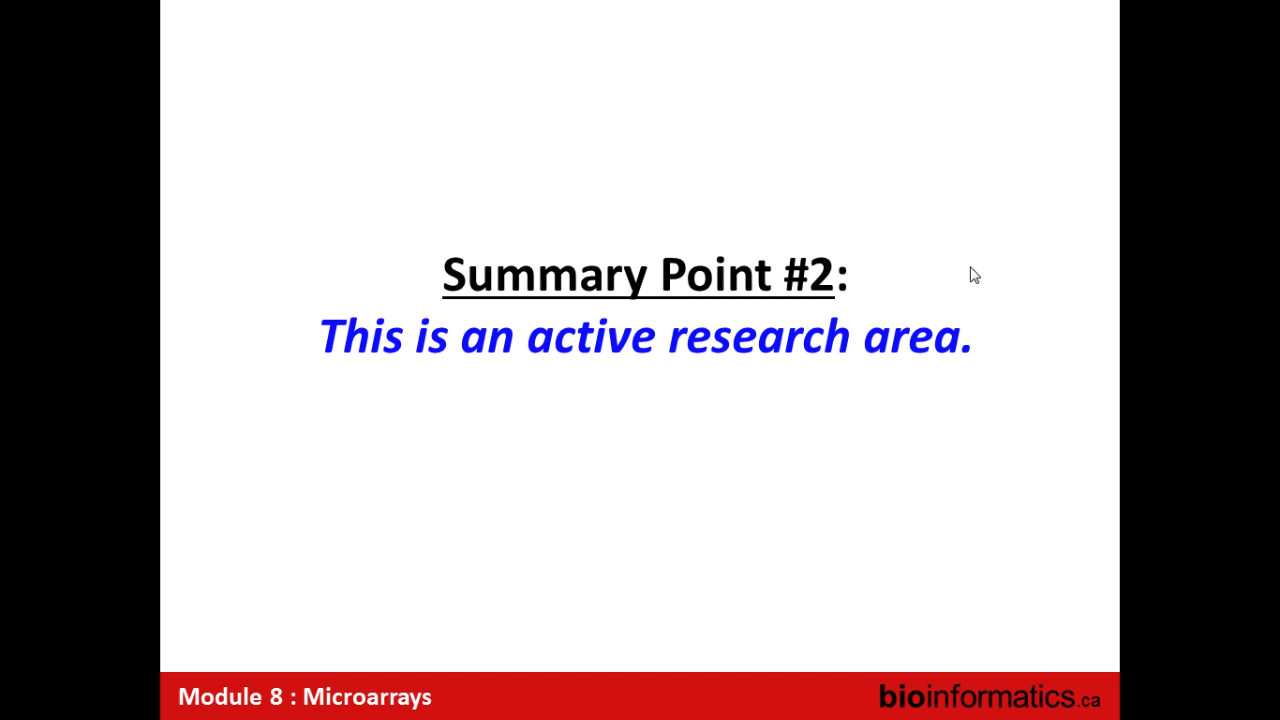 Summary Point #2:
This is an active research area.
Module 8 : Microarrays
bioinformatics.ca